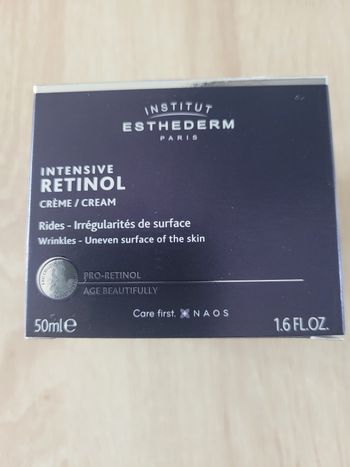 INSTITUT
ESTHEDERM
PARIS
INTENSIVE
RETINOL
CRÈME / CREAM
Rides - Irrégularités de surface
Wrinkles - Uneven surface of the skin
PRO-RETINOL
AGE BEAUTIFULLY
Care first. NAOS
50ml℮ 1.6 FL.OZ.